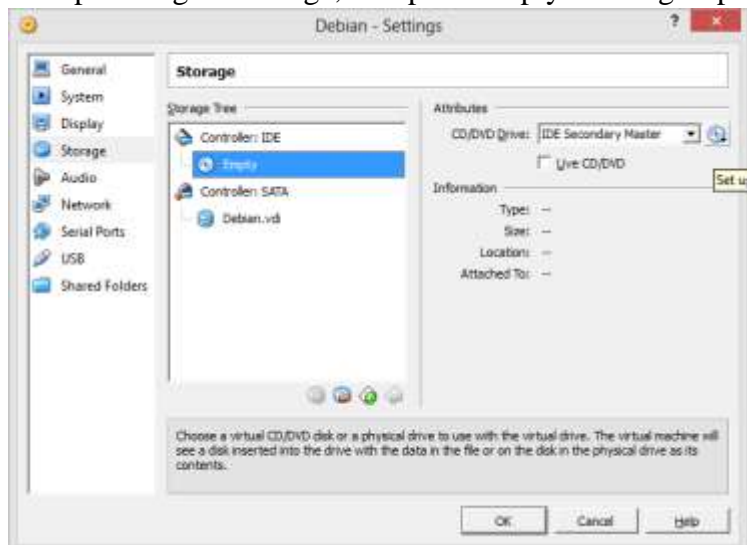 Debian - Settings
?
General
System
Display
Storage
Audio
Network
Serial Ports
USB
Shared Folders
Storage
Storage Tree
Controller: IDE
Empty
Controller: SATA
Debian.vdi
Attributes
CD/DVD Drive: IDE Secondary Master
Live CD/DVD
Set u
Information
Type: --
Size: --
Location: --
Attached To: --
Choose a virtual CD/DVD disk or a physical drive to use with the virtual drive. The virtual machine will
see a disk inserted into the drive with the data in the file or on the disk in the physical drive as its
contents.
OK
Cancel
Help